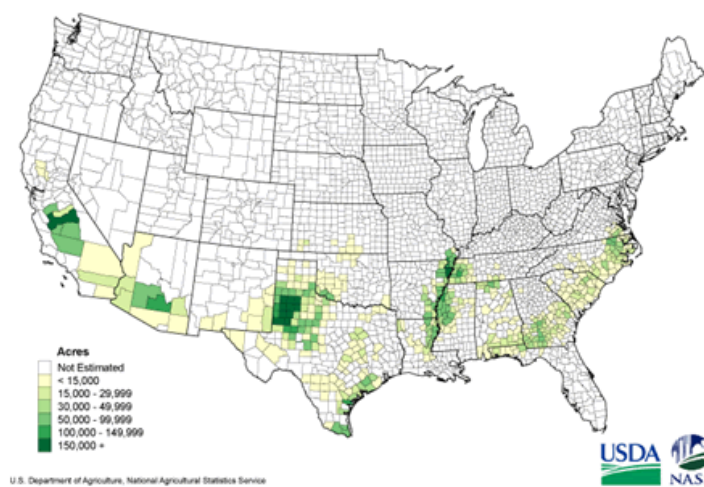 Acres
Not Estimated
< 15,000
15,000 - 29,999
30,000 - 49,999
50,000 - 99,999
100,000 - 149,999
150,000 +
U.S. Department of Agriculture, National Agricultural Statistics Service
USDA
NAS